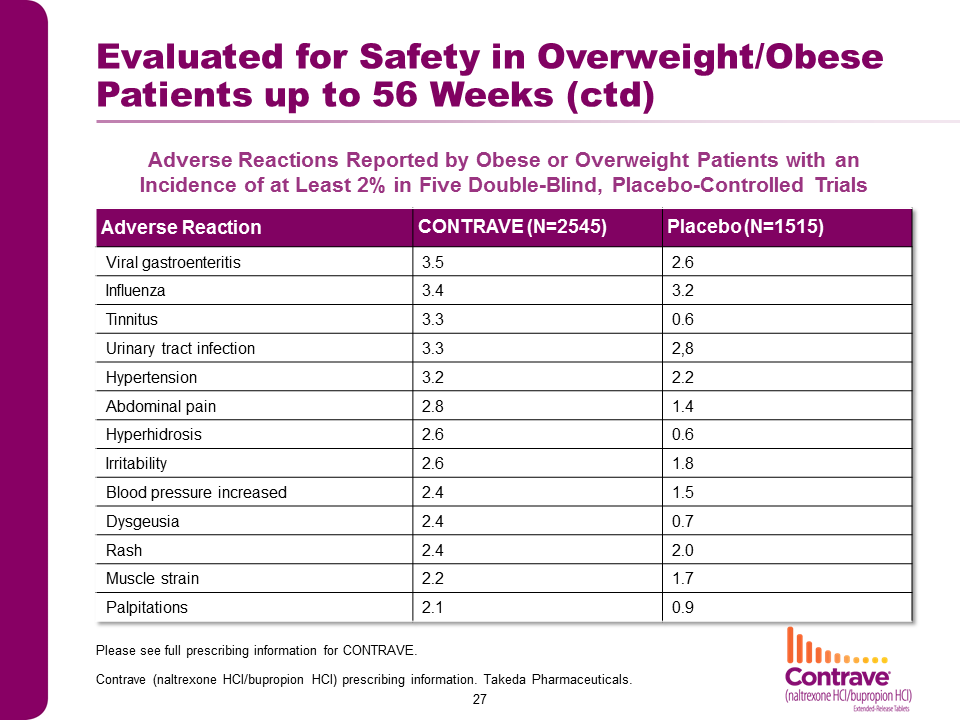 Evaluated for Safety in Overweight/Obese
Patients up to 56 Weeks (ctd)
Adverse Reactions Reported by Obese or Overweight Patients with an
Incidence of at Least 2% in Five Double-Blind, Placebo-Controlled Trials
Adverse Reaction CONTRAVE (N=2545) Placebo (N=1515)
Viral gastroenteritis 3.5 2.6
Influenza 3.4 3.2
Tinnitus 3.3 0.6
Urinary tract infection 3.3 2,8
Hypertension 3.2 2.2
Abdominal pain 2.8 1.4
Hyperhidrosis 2.6 0.6
Irritability 2.6 1.8
Blood pressure increased 2.4 1.5
Dysgeusia 2.4 0.7
Rash 2.4 2.0
Muscle strain 2.2 1.7
Palpitations 2.1 0.9
Please see full prescribing information for CONTRAVE.
Contrave (naltrexone HCl/bupropion HCl) prescribing information. Takeda Pharmaceuticals.
27
Contrave®
(naltrexone HCl/bupropion HCl)
Extended-Release Tablets